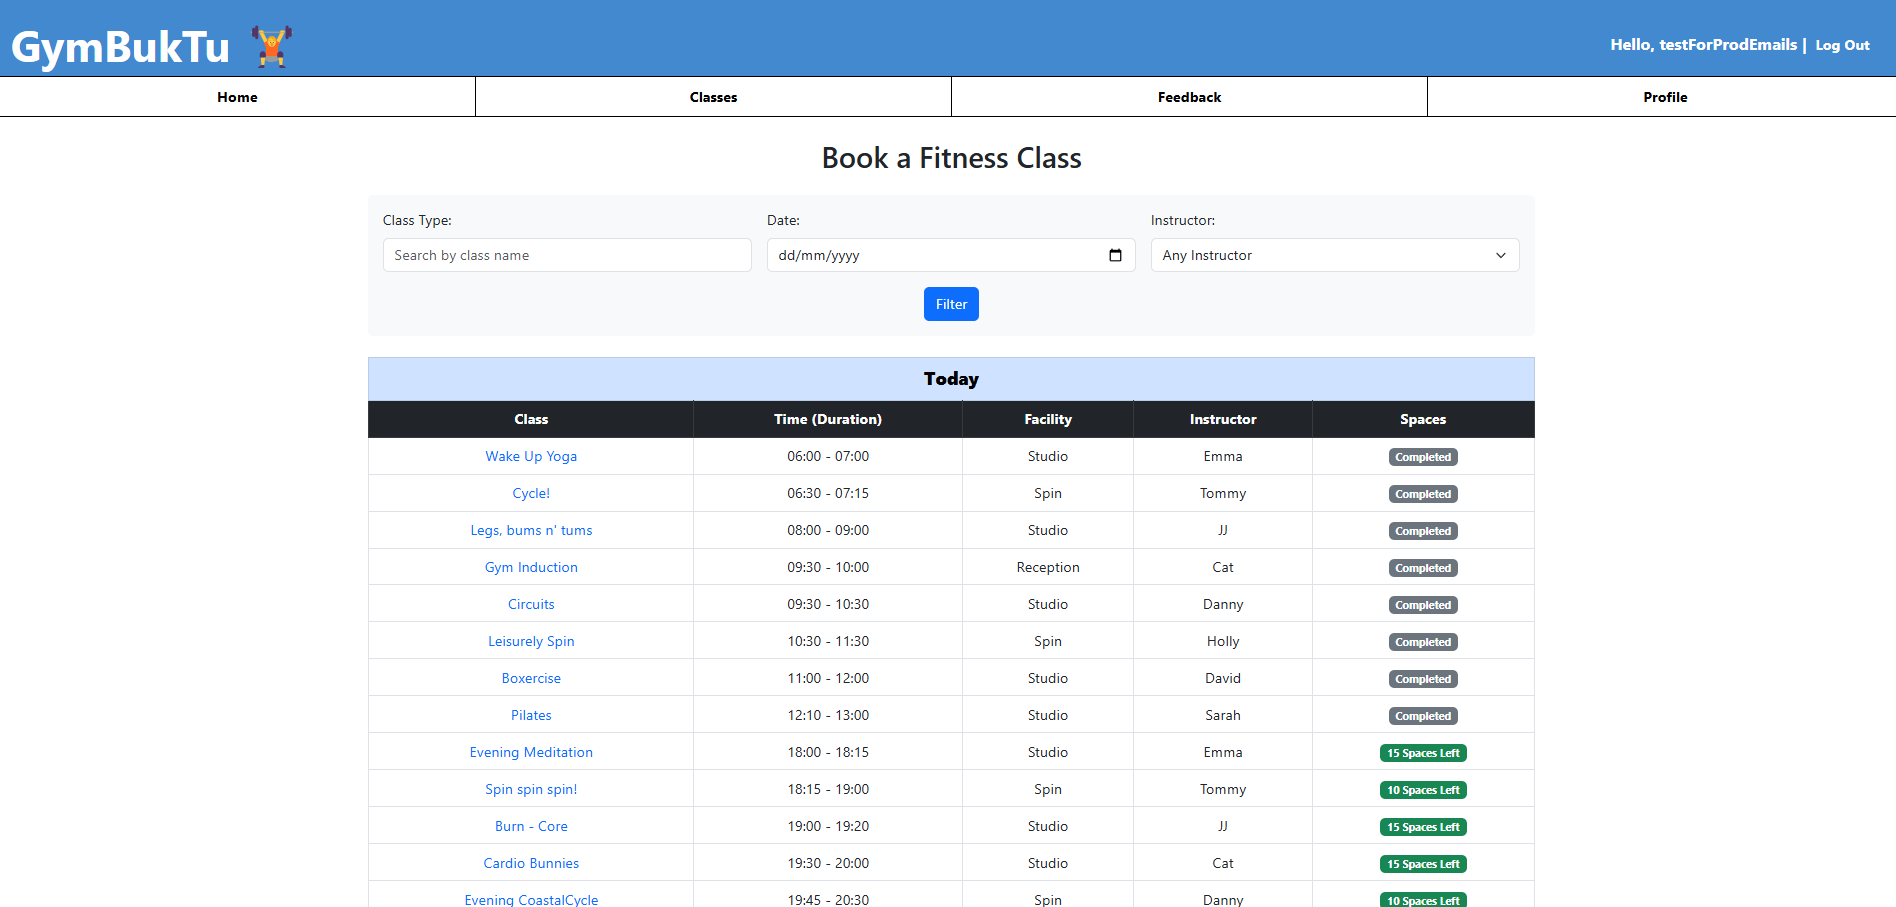 GymBukTu
Hello, testForProdEmails | Log Out
Home Classes Feedback Profile
Book a Fitness Class
Class Type: Date: Instructor:
Search by class name dd/mm/yyyy Any Instructor
Filter
Today
Class Time (Duration) Facility Instructor Spaces
Wake Up Yoga 06:00 - 07:00 Studio Emma Completed
Cycle! 06:30 - 07:15 Spin Tommy Completed
Legs, bums n' tums 08:00 - 09:00 Studio JJ Completed
Gym Induction 09:30 - 10:00 Reception Cat Completed
Circuits 09:30 - 10:30 Studio Danny Completed
Leisurely Spin 10:30 - 11:30 Spin Holly Completed
Boxercise 11:00 - 12:00 Studio David Completed
Pilates 12:10 - 13:00 Studio Sarah Completed
Evening Meditation 18:00 - 18:15 Studio Emma 15 Spaces Left
Spin spin spin! 18:15 - 19:00 Spin Tommy 10 Spaces Left
Burn - Core 19:00 - 19:20 Studio JJ 15 Spaces Left
Cardio Bunnies 19:30 - 20:00 Studio Cat 15 Spaces Left
Evening CoastalCycle 19:45 - 20:30 Spin Danny 10 Spaces Left